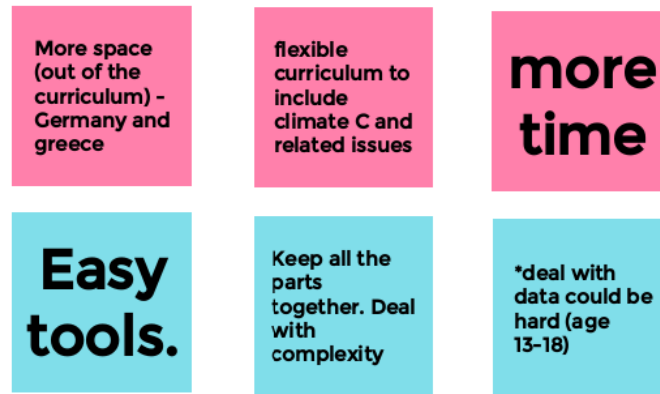 More space
(out of the
curriculum) -
Germany and
greece
flexible
curriculum to
include
climate C and
related issues
more
time
Easy
tools.
Keep all the
parts
together. Deal
with
complexity
*deal with
data could be
hard (age
13-18)